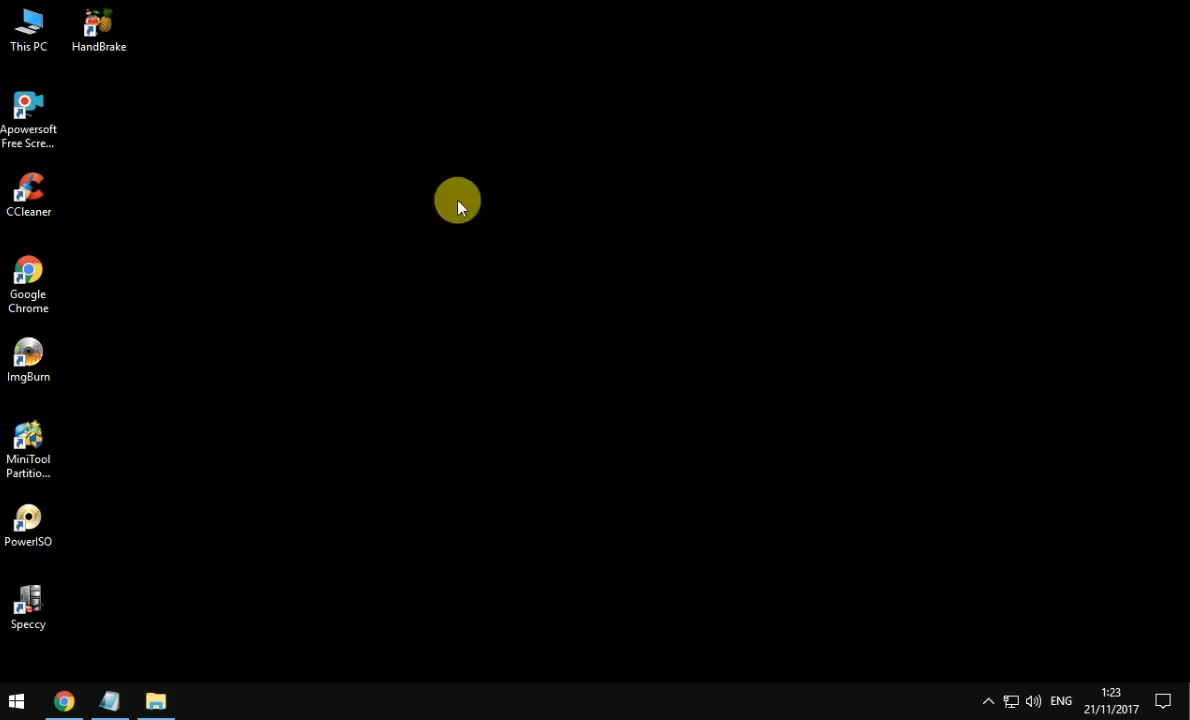 This PC
HandBrake
Apowersoft
Free Scre...
CCleaner
Google
Chrome
ImgBurn
MiniTool
Partitio...
PowerISO
Speccy
ENG
1:23
21/11/2017